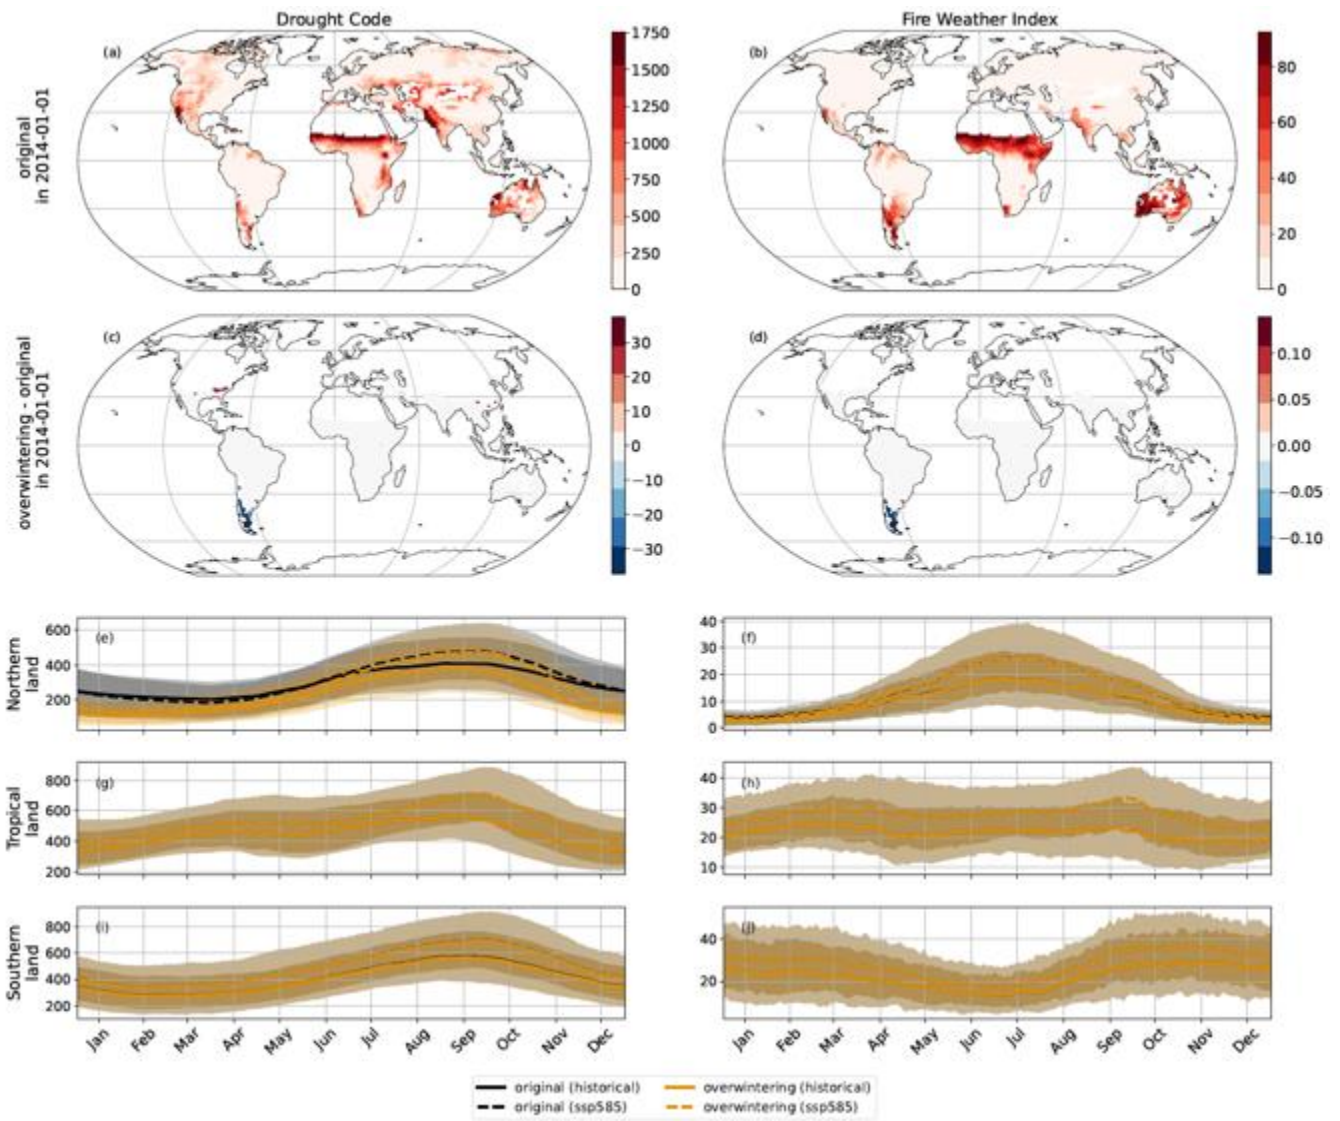 Drought Code
Fire Weather Index
original
in 2014-01-01
(a)
1750
1500
1250
1000
750
500
250
0
(b)
80
60
40
20
0
overwintering - original
in 2014-01-01
(c)
30
20
10
0
−10
−20
−30
(d)
0.10
0.05
0.00
−0.05
−0.10
Northern
land
(e)
600
400
200
(f)
40
30
20
10
0
Tropical
land
(g)
800
600
400
200
(h)
40
30
20
10
Southern
land
(i)
800
600
400
200
(j)
40
20
Jan Feb Mar Apr May Jun Jul Aug Sep Oct Nov Dec
Jan Feb Mar Apr May Jun Jul Aug Sep Oct Nov Dec
original (historical)
original (ssp585)
overwintering (historical)
overwintering (ssp585)